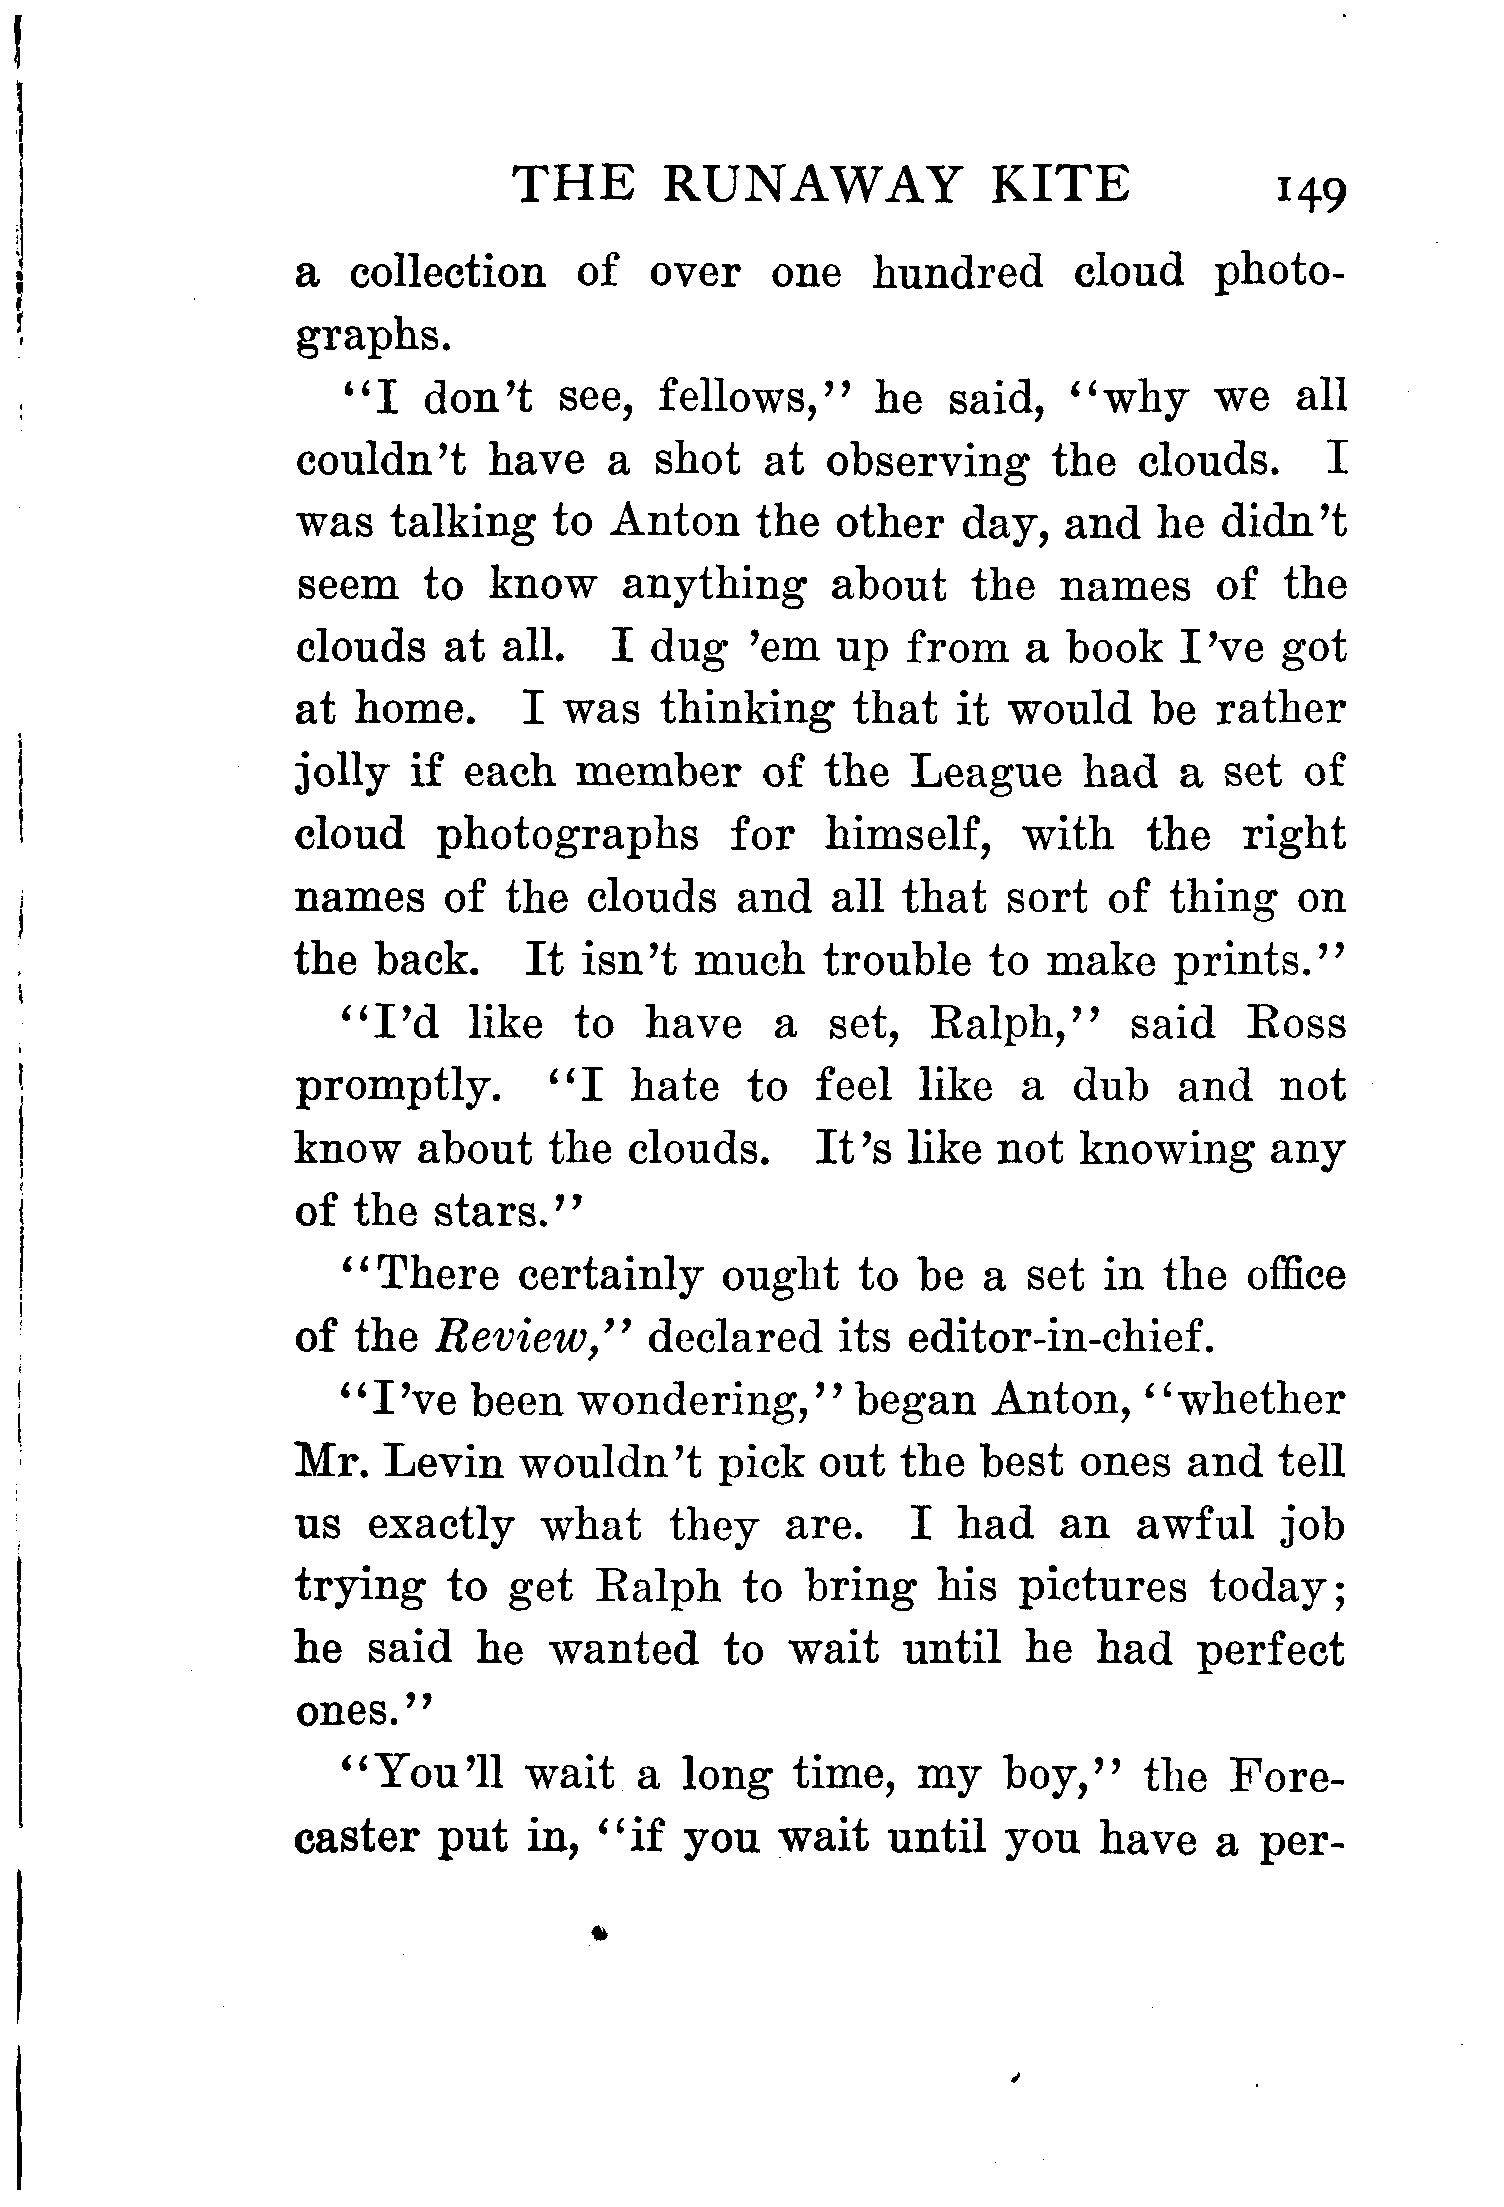 THE RUNAWAY KITE 149
a collection of over one hundred cloud photo-
graphs.
"I don't see, fellows," he said, "why we all
couldn't have a shot at observing the clouds. I
was talking to Anton the other day, and he didn't
seem to know anything about the names of the
clouds at all. I dug 'em up from a book I've got
at home. I was thinking that it would be rather
jolly if each member of the League had a set of
cloud photographs for himself, with the right
names of the clouds and all that sort of thing on
the back. It isn't much trouble to make prints."
"I'd like to have a set, Ralph," said Ross
promptly. "I hate to feel like a dub and not
know about the clouds. It's like not knowing any
of the stars."
"There certainly ought to be a set in the office
of the Review," declared its editor-in-chief.
"I've been wondering," began Anton, "whether
Mr. Levin wouldn't pick out the best ones and tell
us exactly what they are. I had an awful job
trying to get Ralph to bring his pictures today;
he said he wanted to wait until he had perfect
ones."
"You'll wait a long time, my boy," the Fore-
caster put in, "if you wait until you have a per-